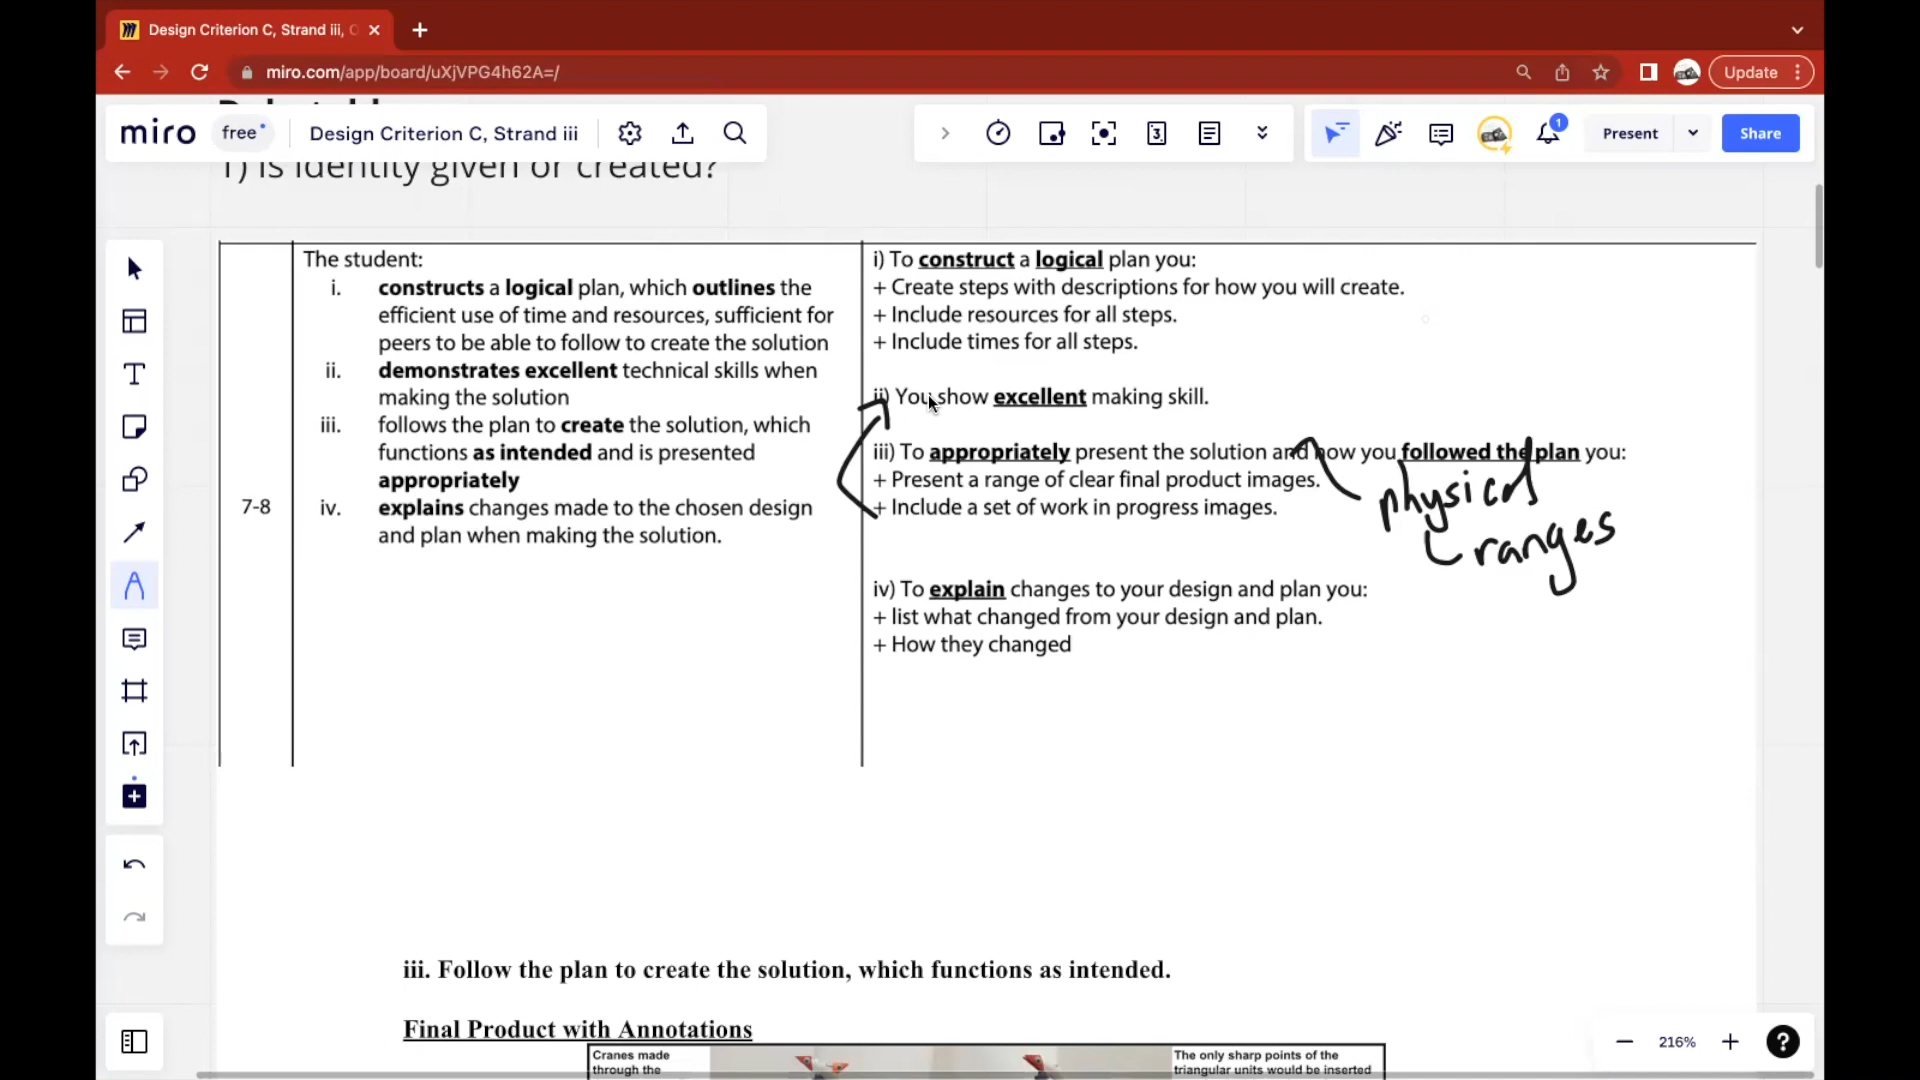 Design Criterion C, Strand iii, C
miro.com/app/board/uXjVPG4h62A=/
Update
miro
free
Design Criterion C, Strand iii
3
1
Present
Share
1) Is identity given or created?
7-8
The student:
i. constructs a logical plan, which outlines the
efficient use of time and resources, sufficient for
peers to be able to follow to create the solution
ii. demonstrates excellent technical skills when
making the solution
iii. follows the plan to create the solution, which
functions as intended and is presented
appropriately
iv. explains changes made to the chosen design
and plan when making the solution.
i) To construct a logical plan you:
+ Create steps with descriptions for how you will create.
+ Include resources for all steps.
+ Include times for all steps.
ii) You show excellent making skill.
iii) To appropriately present the solution and how you followed the plan you:
+ Present a range of clear final product images.
+ Include a set of work in progress images.
physical
ranges
iv) To explain changes to your design and plan you:
+ list what changed from your design and plan.
+ How they changed
iii. Follow the plan to create the solution, which functions as intended.
Final Product with Annotations
Cranes made
through the
The only sharp points of the
triangular units would be inserted
216%